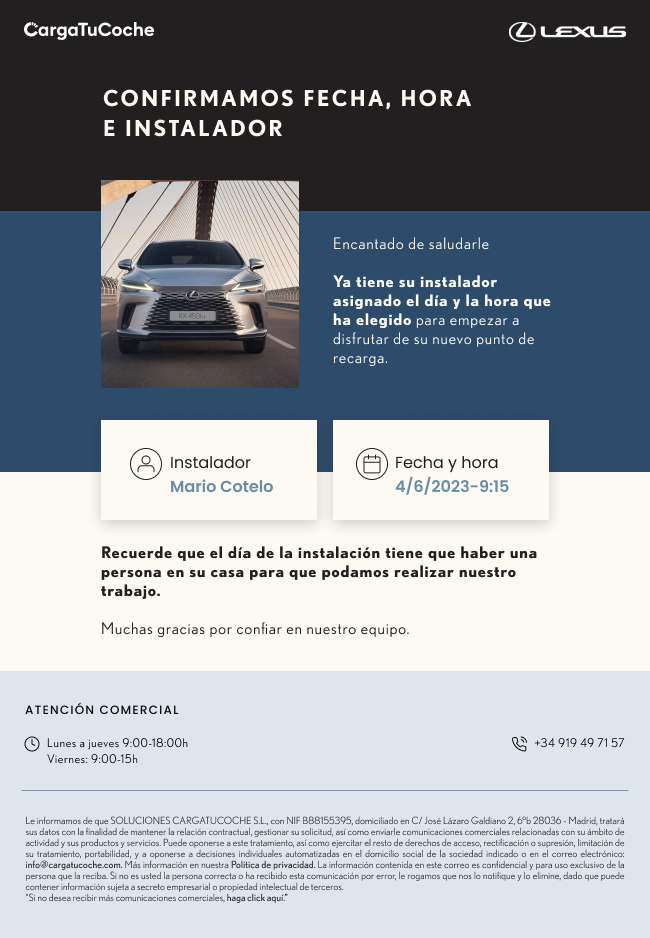 CargaTuCoche
LEXUS
CONFIRMAMOS FECHA, HORA
E INSTALADOR
RX 450h+
Encantado de saludarle
Ya tiene su instalador
asignado el día y la hora que
ha elegido para empezar a
disfrutar de su nuevo punto de
recarga.
Instalador
Mario Cotelo
Fecha y hora
4/6/2023-9:15
Recuerde que el día de la instalación tiene que haber una
persona en su casa para que podamos realizar nuestro
trabajo.
Muchas gracias por confiar en nuestro equipo.
ATENCIÓN COMERCIAL
Lunes a jueves 9:00-18:00h
Viernes: 9:00-15h
+34 919 49 71 57
Le informamos de que SOLUCIONES CARGATUCOCHE S.L., con NIF B88155395, domiciliado en C/ José Lázaro Galdiano 2, 6ºb 28036 - Madrid, tratará
sus datos con la finalidad de mantener la relación contractual, gestionar su solicitud, así como enviarle comunicaciones comerciales relacionadas con su ámbito de
actividad y sus productos y servicios. Puede oponerse a este tratamiento, así como ejercitar el resto de derechos de acceso, rectificación o supresión, limitación de
su tratamiento, portabilidad, y a oponerse a decisiones individuales automatizadas en el domicilio social de la sociedad indicado o en el correo electrónico:
info@cargatucoche.com. Más información en nuestra Política de privacidad. La información contenida en este correo es confidencial y para uso exclusivo de la
persona que la reciba. Si no es usted la persona correcta o ha recibido esta comunicación por error, le rogamos que nos lo notifique y lo elimine, dado que puede
contener información sujeta a secreto empresarial o propiedad intelectual de terceros.
"Si no desea recibir más comunicaciones comerciales, haga click aquí."